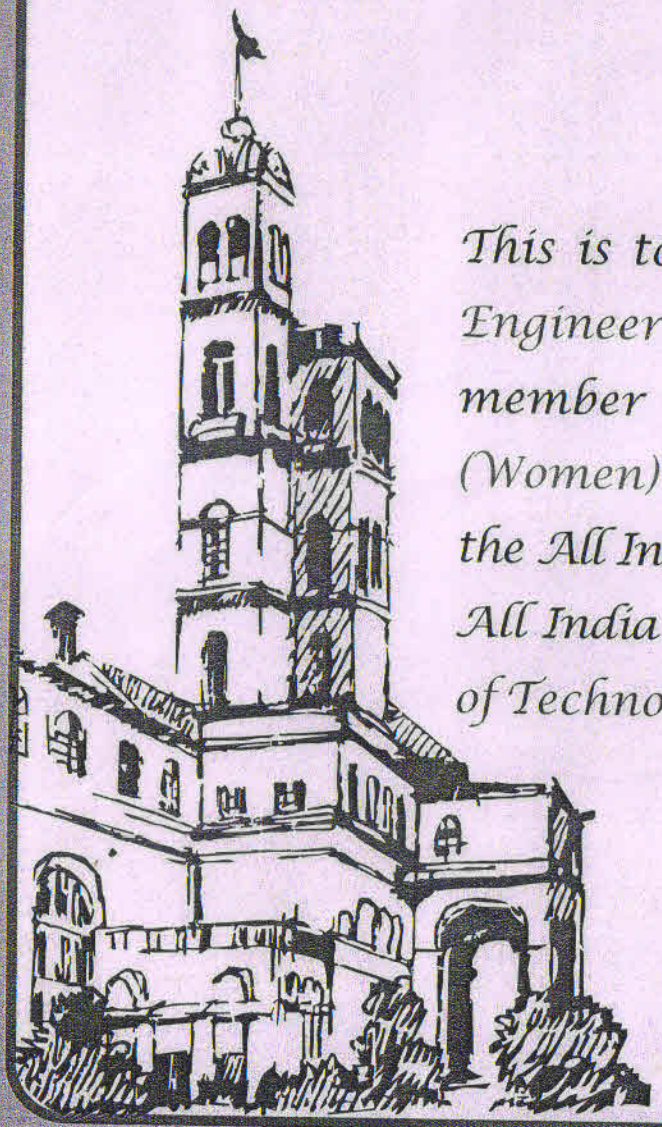 This is to
Engineer
member
(Women)
the All In
All India
of Techno